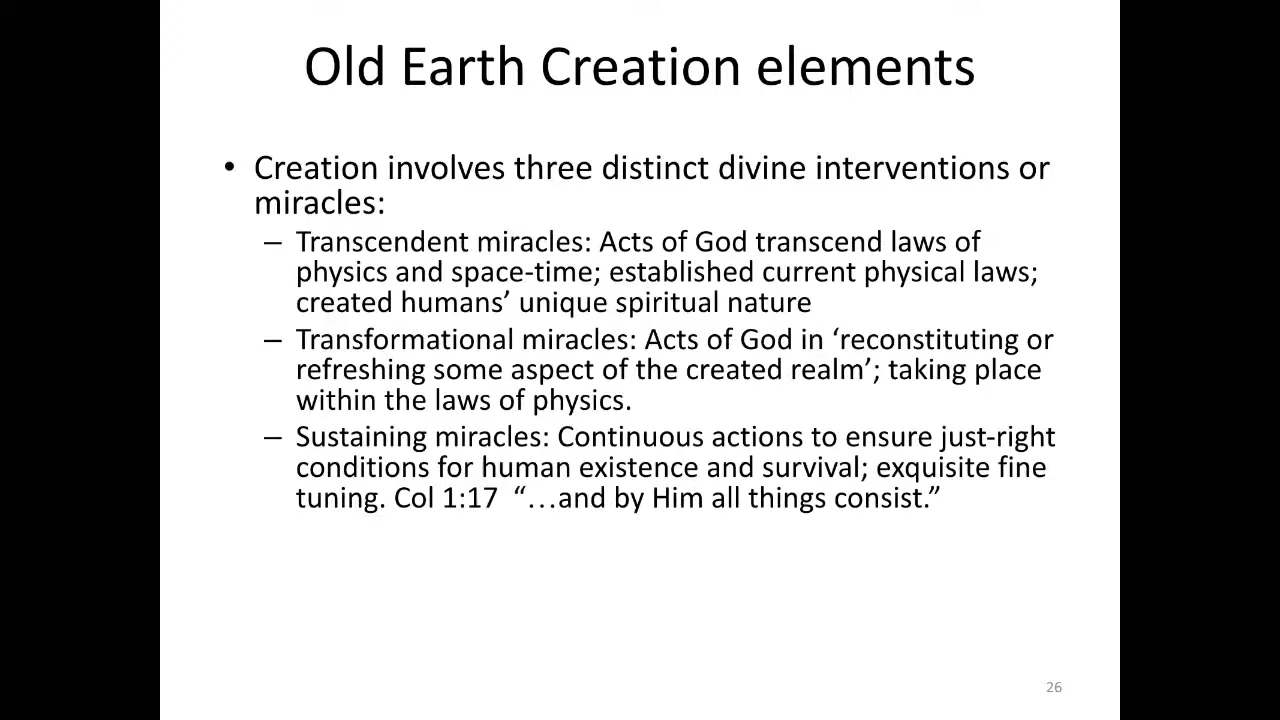 Old Earth Creation elements
• Creation involves three distinct divine interventions or
miracles:
– Transcendent miracles: Acts of God transcend laws of
physics and space-time; established current physical laws;
created humans’ unique spiritual nature
– Transformational miracles: Acts of God in ‘reconstituting or
refreshing some aspect of the created realm’; taking place
within the laws of physics.
– Sustaining miracles: Continuous actions to ensure just-right
conditions for human existence and survival; exquisite fine
tuning. Col 1:17  “…and by Him all things consist.”
26